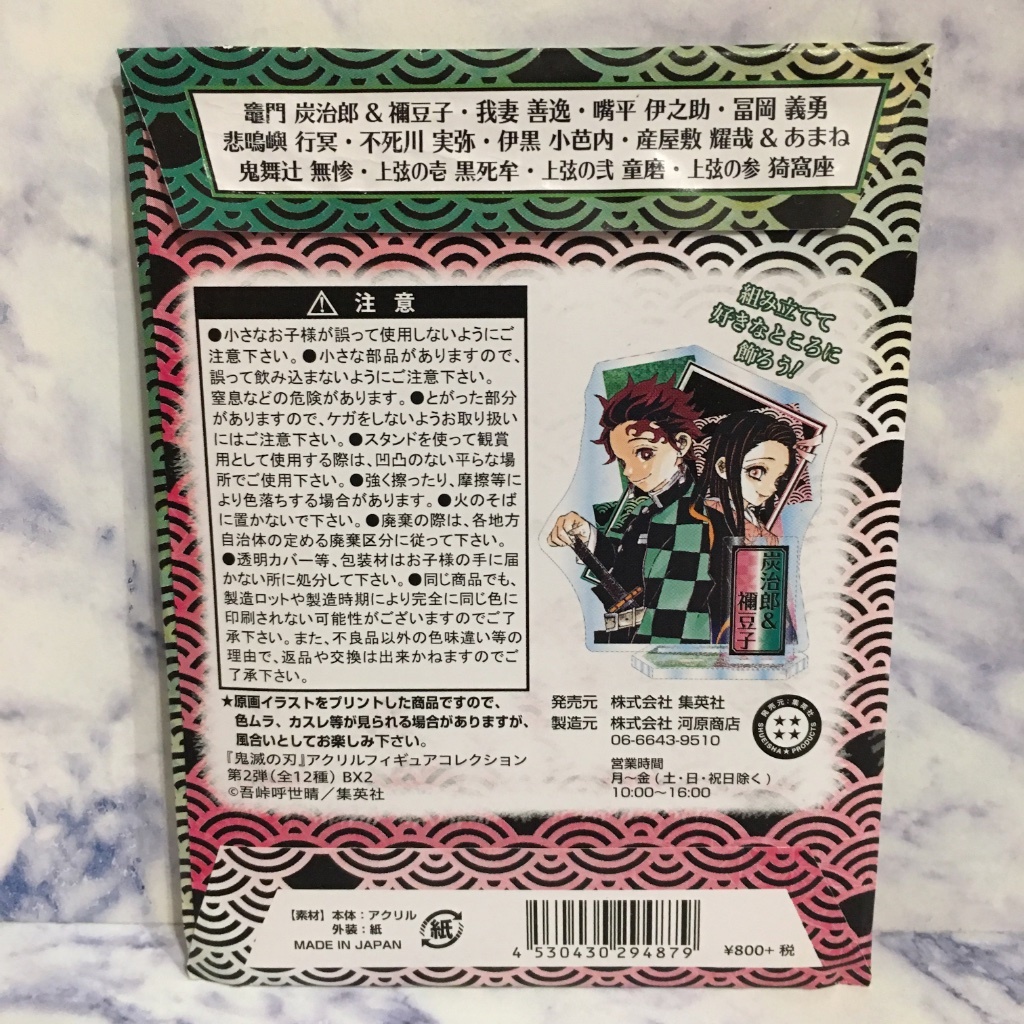 竈門 炭治郎 & 禰豆子・我妻 善逸・嘴平 伊之助・冨岡 義勇
悲鳴嶼 行冥・不死川 実弥・伊黒 小芭内・産屋敷 耀哉 & あまね
鬼舞辻 無惨・上弦の壱 黒死牟・上弦の弐 童磨・上弦の参 猗窩座
注 意
●小さなお子様が誤って使用しないようにご
注意下さい。●小さな部品がありますので、
誤って飲み込まないようにご注意下さい。
窒息などの危険があります。●とがった部分
がありますので、ケガをしないようお取り扱い
にはご注意下さい。●スタンドを使って観賞
用として使用する際は、凹凸のない平らな場
所でご使用下さい。●強く擦ったり、摩擦等に
より色落ちする場合があります。●火のそば
に置かないで下さい。●廃棄の際は、各地方
自治体の定める廃棄区分に従って下さい。
●透明カバー等、包装材はお子様の手に届
かない所に処分して下さい。●同じ商品でも、
製造ロットや製造時期により完全に同じ色に
印刷されない可能性がございますのでご了
承下さい。また、不良品以外の色味違い等の
理由で、返品や交換は出来かねますのでご
了承下さい。
★原画イラストをプリントした商品ですので、
色ムラ、カスレ等が見られる場合がありますが、
風合いとしてお楽しみ下さい。
『鬼滅の刃』アクリルフィギュアコレクション
第2弾(全12種) BX2
©吾峠呼世晴／集英社
組み立てて
好きなところに
飾ろう!
炭治郎&
禰豆子
発売元 株式会社 集英社
製造元 株式会社 河原商店
06-6643-9510
営業時間
月〜金(土・日・祝日除く)
10:00〜16:00
発売元：集英社
SHUEISHA★PRODUCTS
【素材】本体：アクリル
外装：紙
MADE IN JAPAN
紙
4 530430 294879
¥800+税